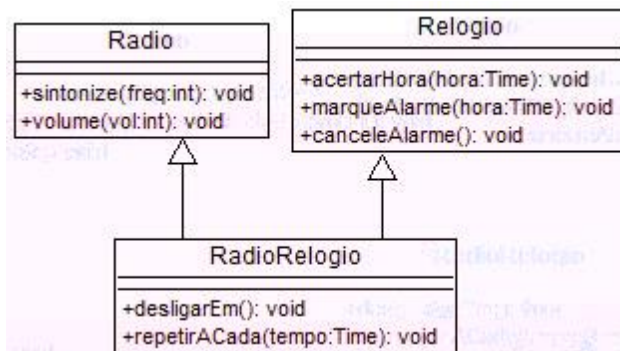 Radio
+sintonize(freq:int): void
+volume(vol:int): void
Relogio
+acertarHora(hora:Time): void
+marqueAlarme(hora:Time): void
+canceleAlarme(): void
RadioRelogio
+desligarEm(): void
+repetirACada(tempo:Time): void